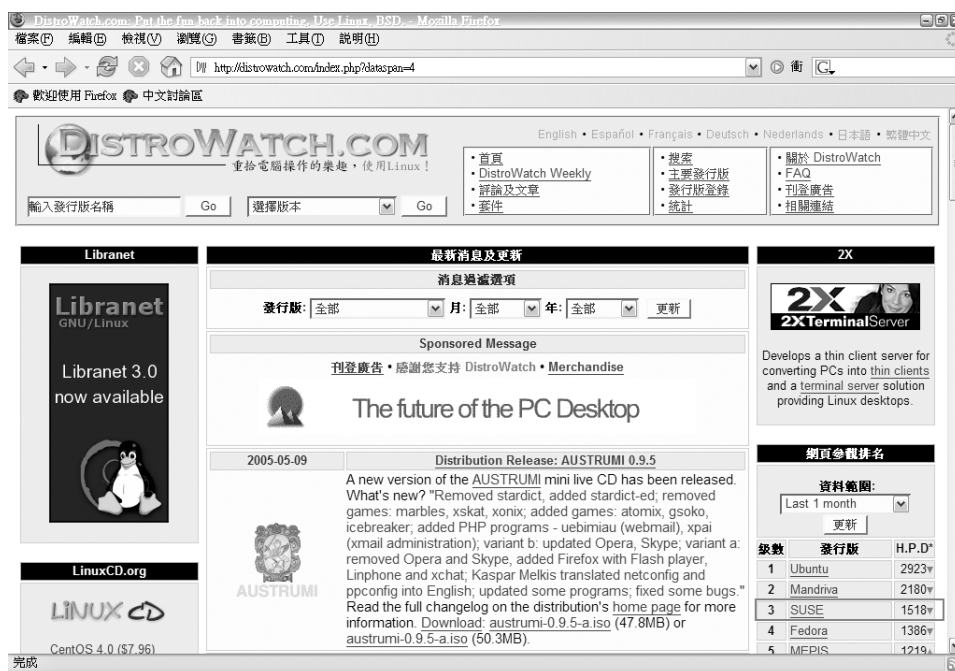 DistroWatch.com: Put the fun back into computing. Use Linux, BSD. - Mozilla Firefox
檔案(F) 編輯(E) 檢視(V) 瀏覽(G) 書籤(B) 工具(T) 說明(H)
http://distrowatch.com/index.php?dataspan=4
衝 G
歡迎使用 Firefox 中文討論區
English • Español • Français • Deutsch • Nederlands • 日本語 • 繁體中文
DISTROWATCH.COM
重拾電腦操作的樂趣，使用Linux！
輸入發行版名稱 Go 選擇版本 Go
• 首頁
• DistroWatch Weekly
• 評論及文章
• 套件
• 搜索
• 主要發行版
• 發行版登錄
• 統計
• 關於 DistroWatch
• FAQ
• 刊登廣告
• 相關連結
Libranet
Libranet
GNU/Linux
Libranet 3.0
now available
LinuxCD.org
LiNUX CD
CentOS 4.0 ($7.96)
最新消息及更新
消息過濾選項
發行版: 全部 月: 全部 年: 全部 更新
Sponsored Message
刊登廣告 • 感謝您支持 DistroWatch • Merchandise
The future of the PC Desktop
2005-05-09 Distribution Release: AUSTRUMI 0.9.5
AUSTRUMI
A new version of the AUSTRUMI mini live CD has been released.
What's new? "Removed stardict, added stardict-ed; removed
games: marbles, xskat, xonix; added games: atomix, gsoko,
icebreaker; added PHP programs - uebimiau (webmail), xpai
(xmail administration); variant b: updated Opera, Skype; variant a:
removed Opera and Skype, added Firefox with Flash player,
Linphone and xchat; Kaspar Melkis translated netconfig and
ppconfig into English; updated some programs; fixed some bugs."
Read the full changelog on the distribution's home page for more
information. Download: austrumi-0.9.5-a.iso (47.8MB) or
austrumi-0.9.5-a.iso (50.3MB).
2X
2X
2XTerminalServer
Develops a thin client server for
converting PCs into thin clients
and a terminal server solution
providing Linux desktops.
網頁參觀排名
資料範圍:
Last 1 month
更新
級數 發行版 H.P.D*
1 Ubuntu 2923▾
2 Mandriva 2180▾
3 SUSE 1518▾
4 Fedora 1386▾
5 MEPIS 1219▴
完成